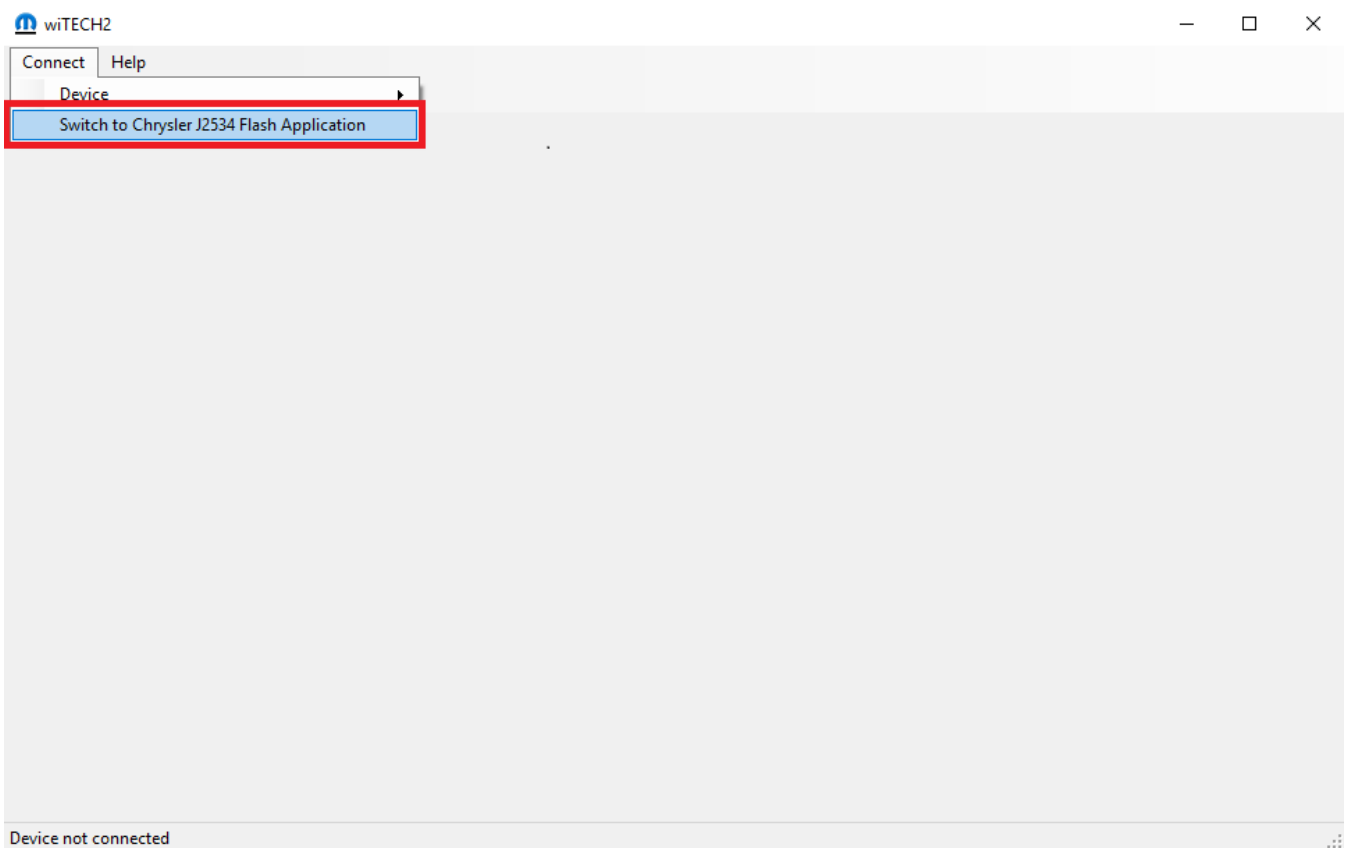 wiTECH2
Connect Help
Device
Switch to Chrysler J2534 Flash Application
Device not connected